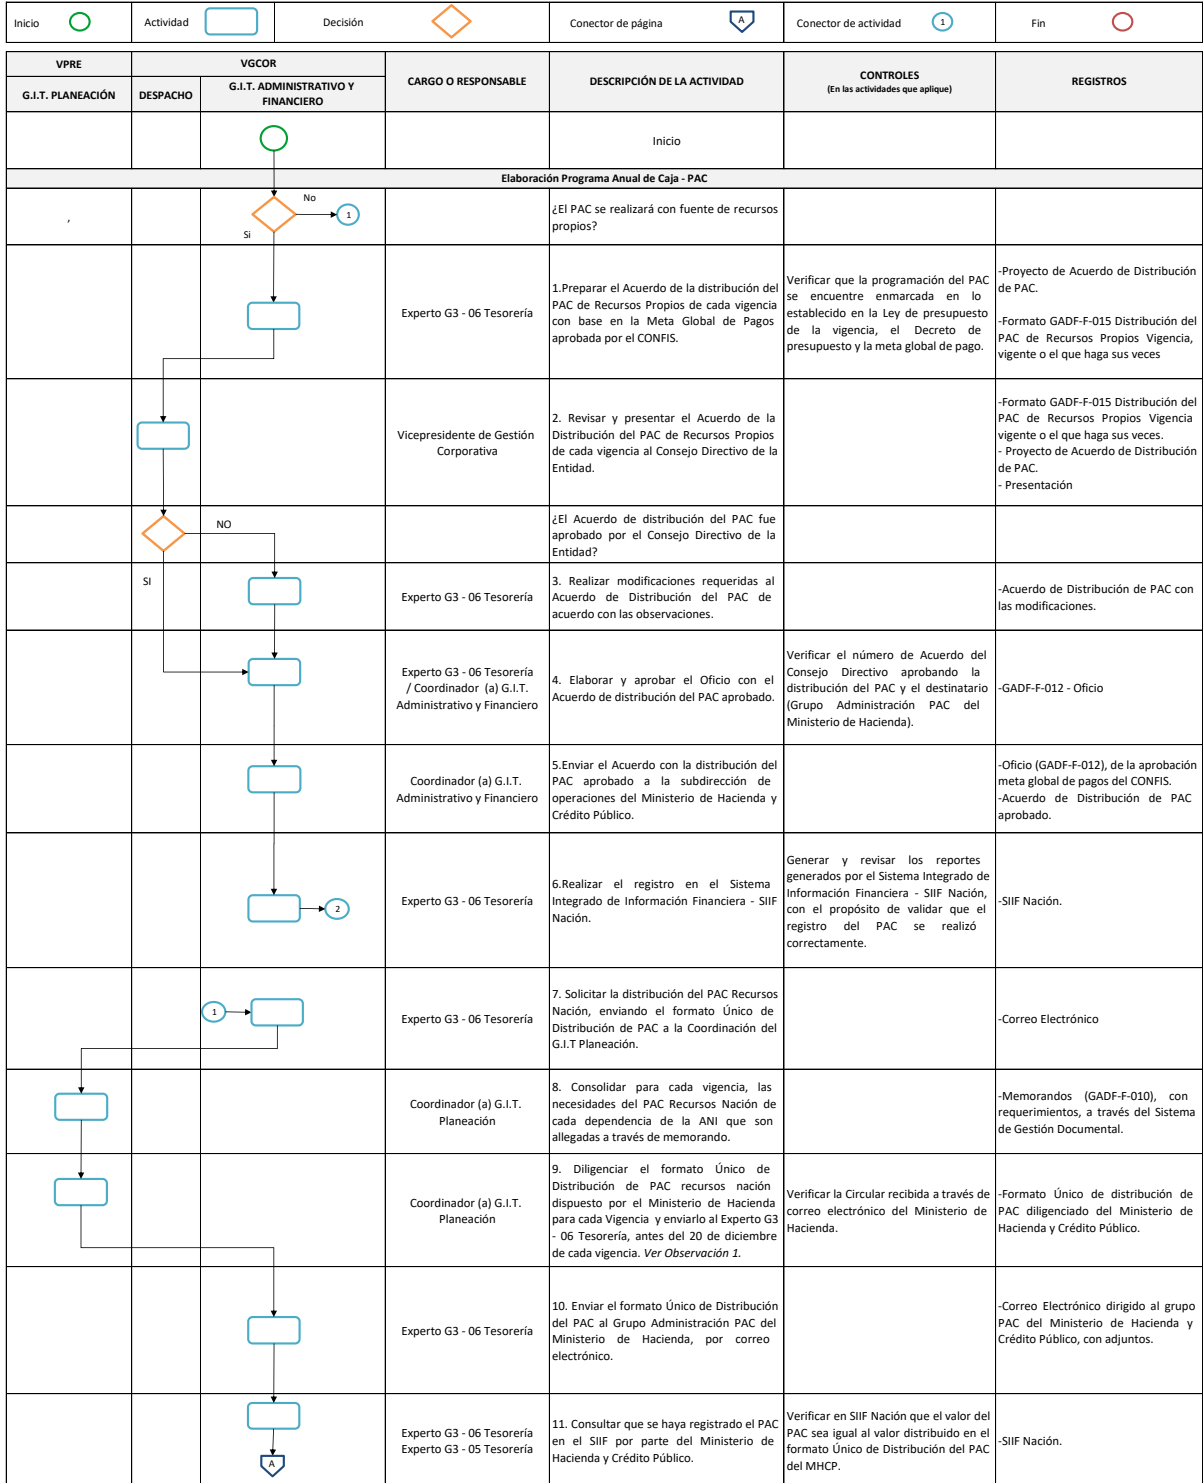 Inicio
Actividad
Decisión
Conector de página
A
Conector de actividad
1
Fin
VPRE
VGCOR
CARGO O RESPONSABLE
DESCRIPCIÓN DE LA ACTIVIDAD
CONTROLES
(En las actividades que aplique)
REGISTROS
G.I.T. PLANEACIÓN
DESPACHO
G.I.T. ADMINISTRATIVO Y
FINANCIERO
Inicio
Elaboración Programa Anual de Caja - PAC
,
No
1
Si
¿El PAC se realizará con fuente de recursos
propios?
Experto G3 - 06 Tesorería
1.Preparar el Acuerdo de la distribución del
PAC de Recursos Propios de cada vigencia
con base en la Meta Global de Pagos
aprobada por el CONFIS.
Verificar que la programación del PAC
se encuentre enmarcada en lo
establecido en la Ley de presupuesto
de la vigencia, el Decreto de
presupuesto y la meta global de pago.
-Proyecto de Acuerdo de Distribución
de PAC.
-Formato GADF-F-015 Distribución del
PAC de Recursos Propios Vigencia,
vigente o el que haga sus veces
Vicepresidente de Gestión
Corporativa
2. Revisar y presentar el Acuerdo de la
Distribución del PAC de Recursos Propios
de cada vigencia al Consejo Directivo de la
Entidad.
-Formato GADF-F-015 Distribución del
PAC de Recursos Propios Vigencia
vigente o el que haga sus veces.
- Proyecto de Acuerdo de Distribución
de PAC.
- Presentación
NO
SI
¿El Acuerdo de distribución del PAC fue
aprobado por el Consejo Directivo de la
Entidad?
Experto G3 - 06 Tesorería
3. Realizar modificaciones requeridas al
Acuerdo de Distribución del PAC de
acuerdo con las observaciones.
-Acuerdo de Distribución de PAC con
las modificaciones.
Experto G3 - 06 Tesorería
/ Coordinador (a) G.I.T.
Administrativo y Financiero
4. Elaborar y aprobar el Oficio con el
Acuerdo de distribución del PAC aprobado.
Verificar el número de Acuerdo del
Consejo Directivo aprobando la
distribución del PAC y el destinatario
(Grupo Administración PAC del
Ministerio de Hacienda).
-GADF-F-012 - Oficio
Coordinador (a) G.I.T.
Administrativo y Financiero
5.Enviar el Acuerdo con la distribución del
PAC aprobado a la subdirección de
operaciones del Ministerio de Hacienda y
Crédito Público.
-Oficio (GADF-F-012), de la aprobación
meta global de pagos del CONFIS.
-Acuerdo de Distribución de PAC
aprobado.
2
Experto G3 - 06 Tesorería
6.Realizar el registro en el Sistema
Integrado de Información Financiera - SIIF
Nación.
Generar y revisar los reportes
generados por el Sistema Integrado de
Información Financiera - SIIF Nación,
con el propósito de validar que el
registro del PAC se realizó
correctamente.
-SIIF Nación.
1
Experto G3 - 06 Tesorería
7. Solicitar la distribución del PAC Recursos
Nación, enviando el formato Único de
Distribución de PAC a la Coordinación del
G.I.T Planeación.
-Correo Electrónico
Coordinador (a) G.I.T.
Planeación
8. Consolidar para cada vigencia, las
necesidades del PAC Recursos Nación de
cada dependencia de la ANI que son
allegadas a través de memorando.
-Memorandos (GADF-F-010), con
requerimientos, a través del Sistema
de Gestión Documental.
Coordinador (a) G.I.T.
Planeación
9. Diligenciar el formato Único de
Distribución de PAC recursos nación
dispuesto por el Ministerio de Hacienda
para cada Vigencia y enviarlo al Experto G3
- 06 Tesorería, antes del 20 de diciembre
de cada vigencia. Ver Observación 1.
Verificar la Circular recibida a través de
correo electrónico del Ministerio de
Hacienda.
-Formato Único de distribución de
PAC diligenciado del Ministerio de
Hacienda y Crédito Público.
Experto G3 - 06 Tesorería
10. Enviar el formato Único de Distribución
del PAC al Grupo Administración PAC del
Ministerio de Hacienda, por correo
electrónico.
-Correo Electrónico dirigido al grupo
PAC del Ministerio de Hacienda y
Crédito Público, con adjuntos.
A
Experto G3 - 06 Tesorería
Experto G3 - 05 Tesorería
11. Consultar que se haya registrado el PAC
en el SIIF por parte del Ministerio de
Hacienda y Crédito Público.
Verificar en SIIF Nación que el valor del
PAC sea igual al valor distribuido en el
formato Único de Distribución del PAC
del MHCP.
-SIIF Nación.